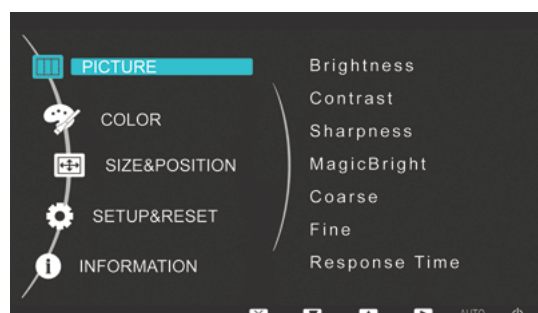 PICTURE
COLOR
SIZE&POSITION
SETUP&RESET
INFORMATION
Brightness
Contrast
Sharpness
MagicBright
Coarse
Fine
Response Time
AUTO